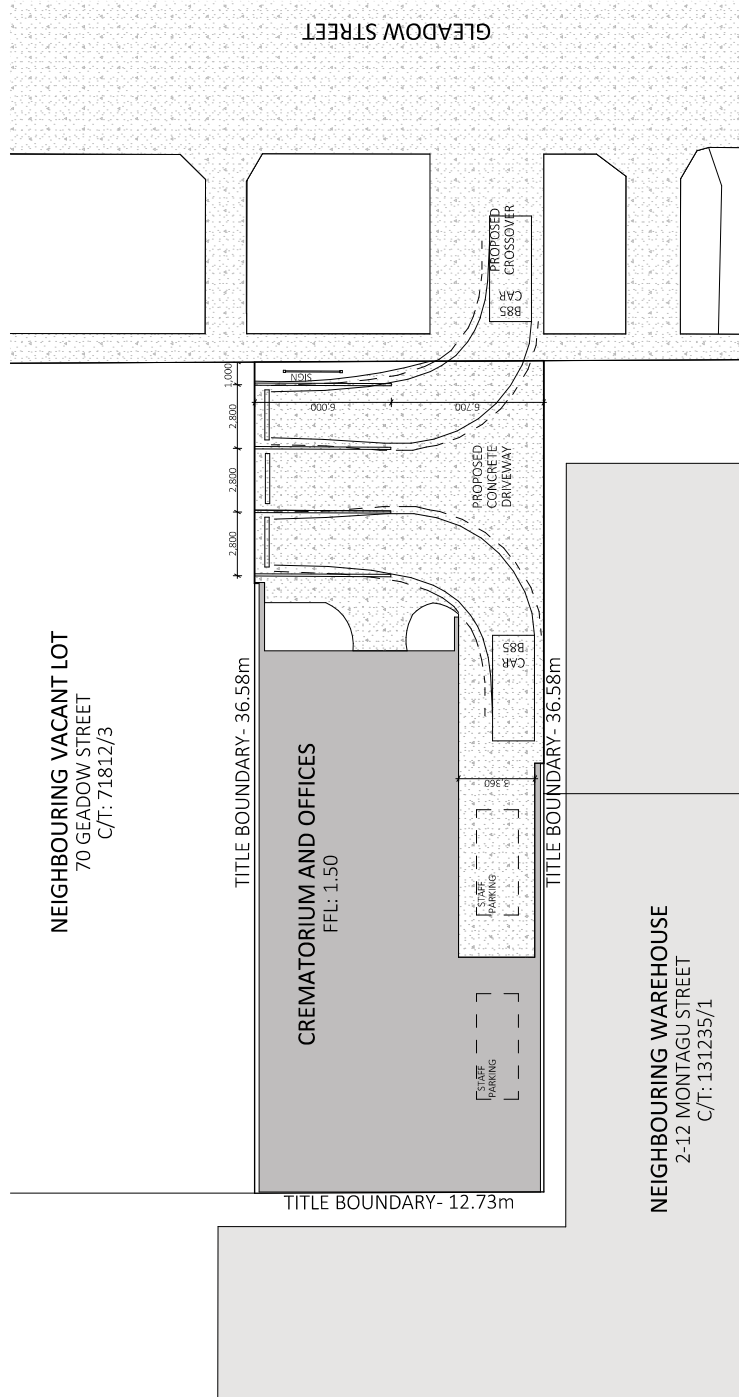 GLEADOW STREET
PROPOSED
CROSSOVER
B85
CAR
SIGN
1,000
2,800
2,800
2,800
6,000
6,700
PROPOSED
CONCRETE
DRIVEWAY
B85
CAR
NEIGHBOURING VACANT LOT
70 GEADOW STREET
C/T: 71812/3
TITLE BOUNDARY- 36.58m
CREMATORIUM AND OFFICES
FFL: 1.50
3,360
TITLE BOUNDARY- 36.58m
STAFF
PARKING
STAFF
PARKING
TITLE BOUNDARY- 12.73m
NEIGHBOURING WAREHOUSE
2-12 MONTAGU STREET
C/T: 131235/1